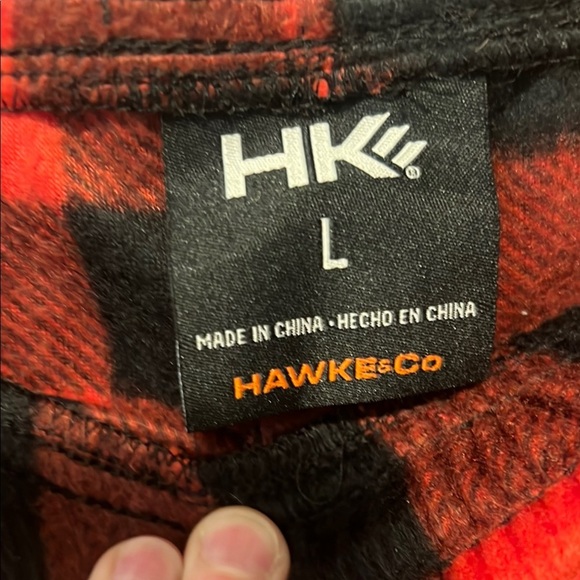 HK®
L
MADE IN CHINA • HECHO EN CHINA
HAWKE&CO